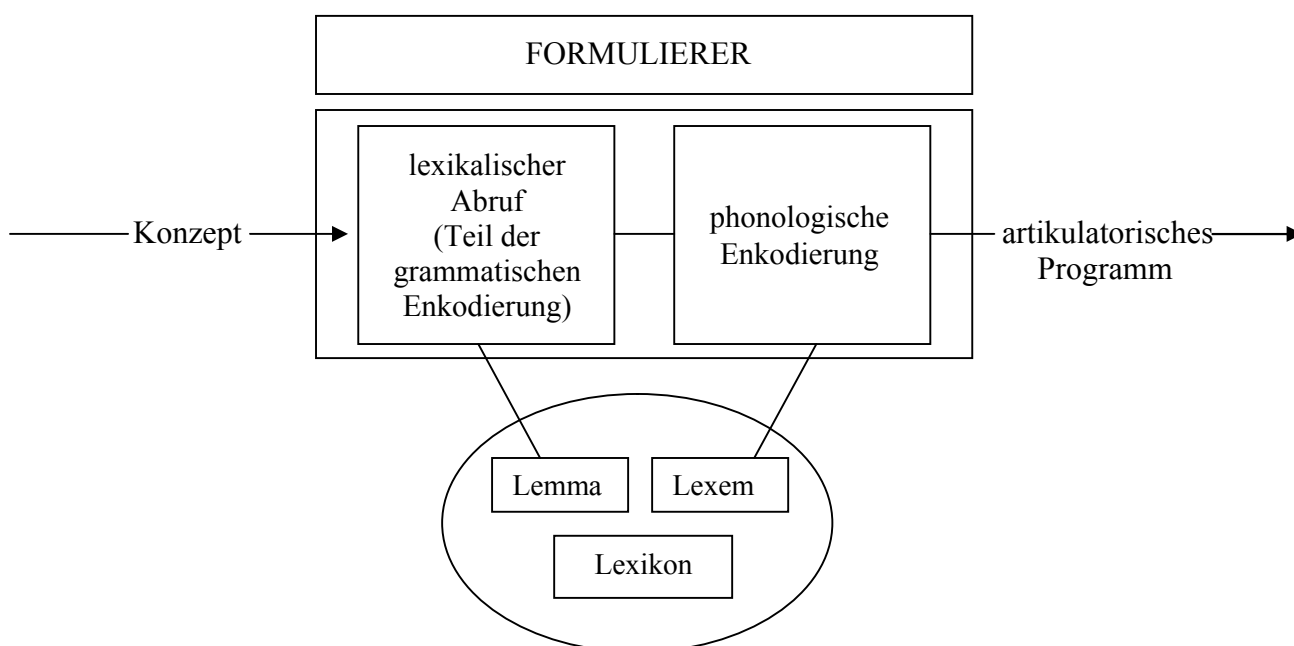 FORMULIERER
lexikalischer
Abruf
(Teil der
grammatischen
Enkodierung)
phonologische
Enkodierung
Konzept
artikulatorisches
Programm
Lemma
Lexem
Lexikon